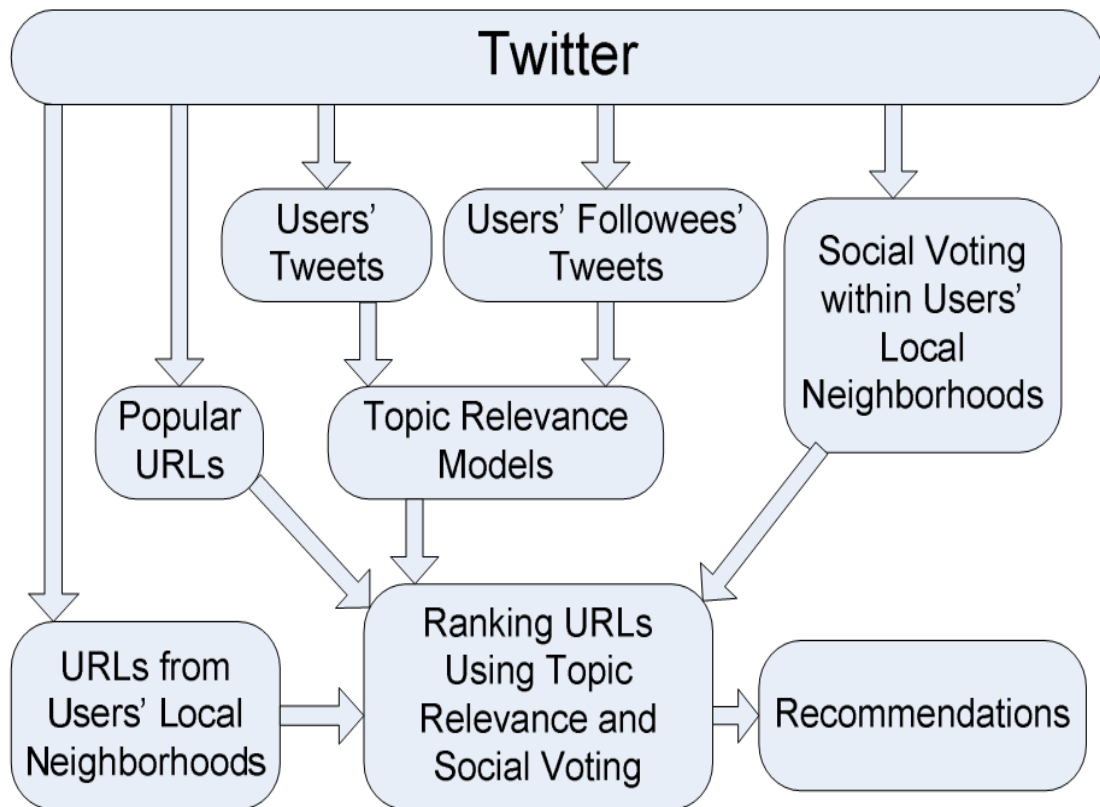 Twitter
Users'
Tweets
Users' Followees'
Tweets
Social Voting
within Users'
Local
Neighborhoods
Popular
URLs
Topic Relevance
Models
URLs from
Users' Local
Neighborhoods
Ranking URLs
Using Topic
Relevance and
Social Voting
Recommendations